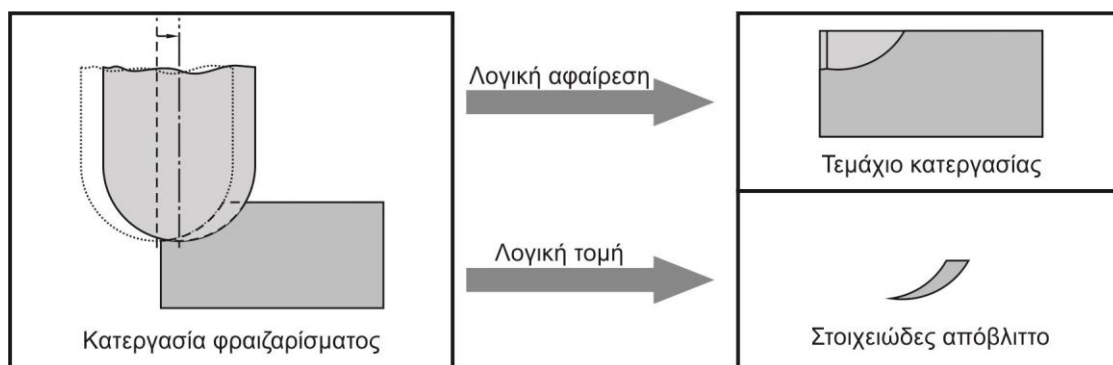 Λογική αφαίρεση
Τεμάχιο κατεργασίας
Λογική τομή
Κατεργασία φραιζαρίσματος
Στοιχειώδες απόβλιττο